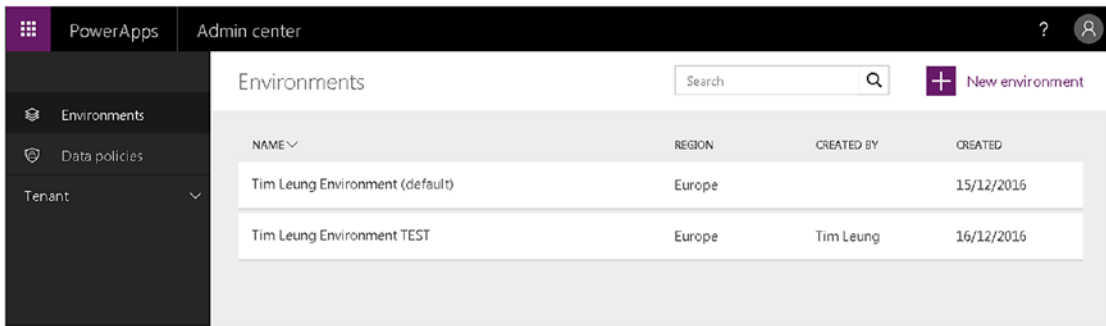 PowerApps Admin center ?
Environments Search New environment
Environments
Data policies
Tenant
NAME REGION CREATED BY CREATED
Tim Leung Environment (default) Europe 15/12/2016
Tim Leung Environment TEST Europe Tim Leung 16/12/2016